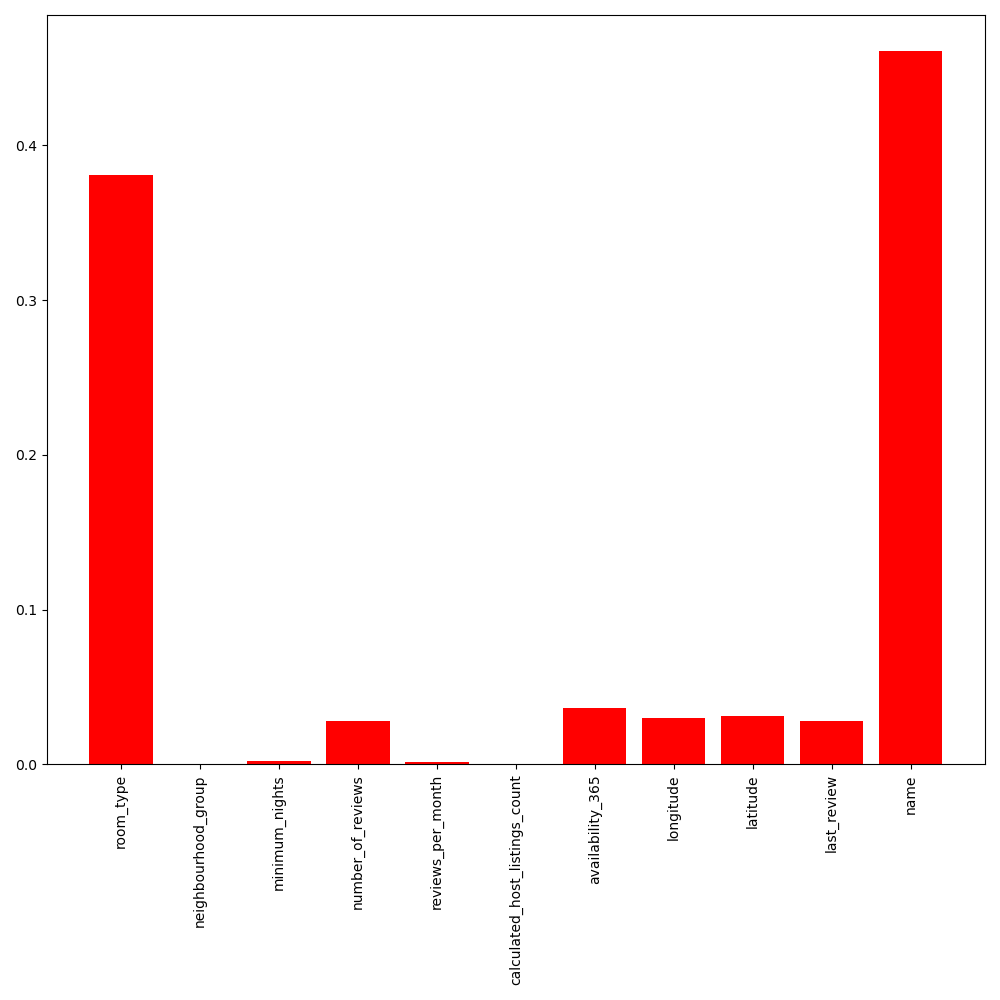 0.4
0.3
0.2
0.1
0.0
room_type
neighbourhood_group
minimum_nights
number_of_reviews
reviews_per_month
calculated_host_listings_count
availability_365
longitude
latitude
last_review
name